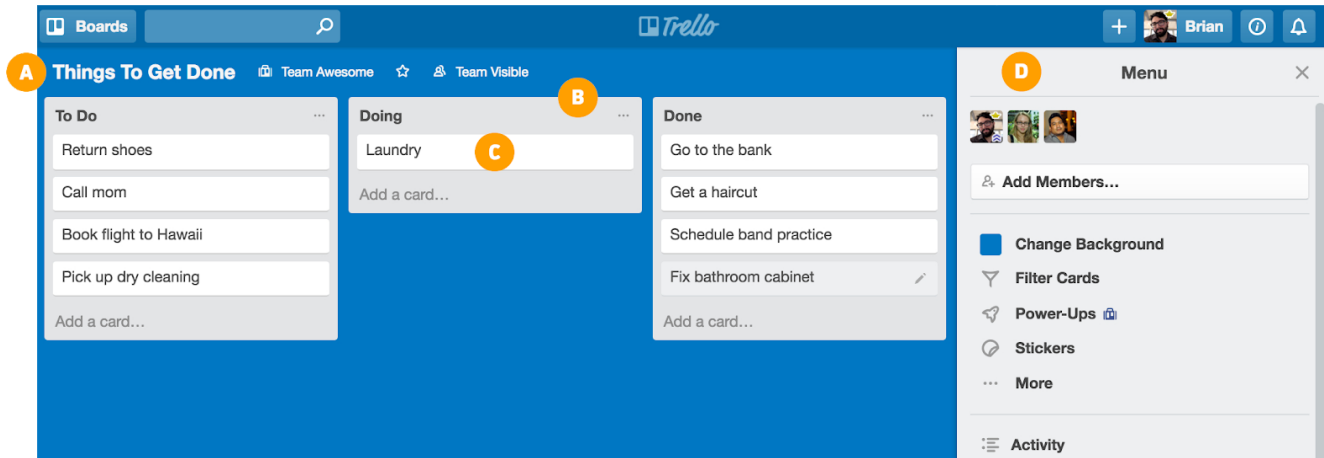 Boards
Trello
Brian
A
Things To Get Done
Team Awesome
Team Visible
To Do
Return shoes
Call mom
Book flight to Hawaii
Pick up dry cleaning
Add a card…
B
Doing
Laundry
C
Add a card…
Done
Go to the bank
Get a haircut
Schedule band practice
Fix bathroom cabinet
Add a card…
D
Menu
Add Members…
Change Background
Filter Cards
Power-Ups
Stickers
More
Activity